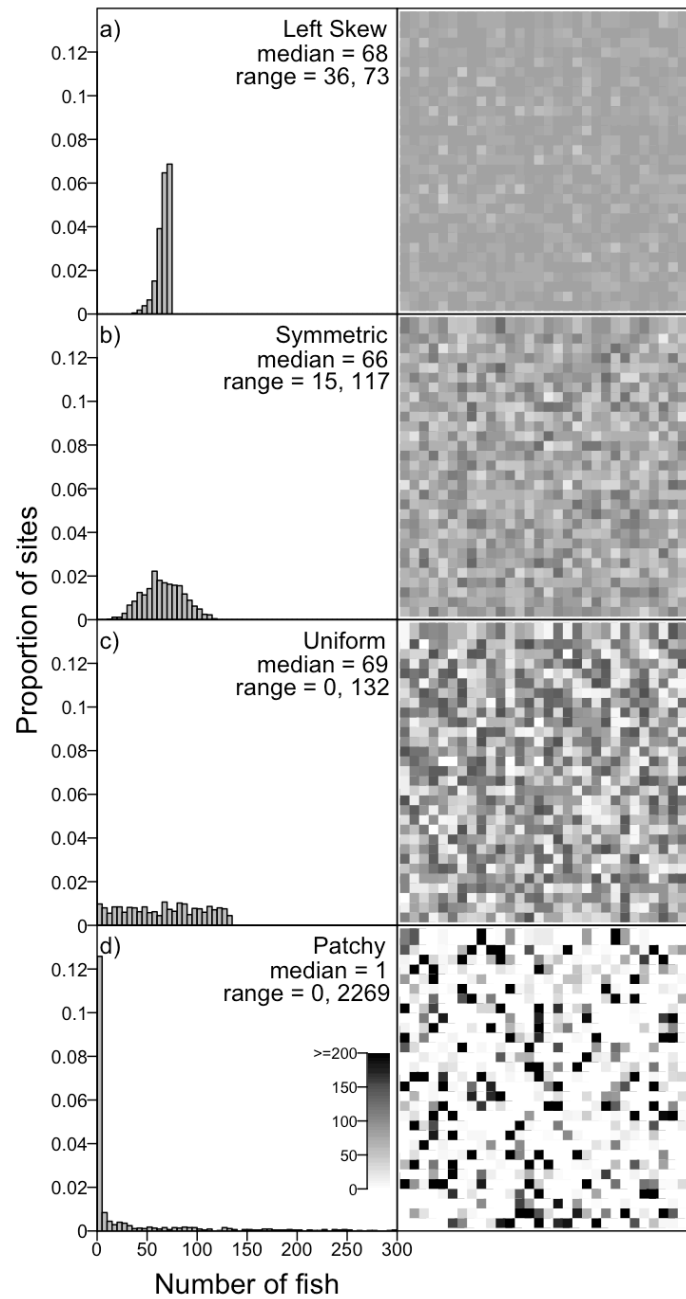 a)
Left Skew
median = 68
range = 36, 73
0.12
0.1
0.08
0.06
0.04
0.02
0
b)
Symmetric
median = 66
range = 15, 117
0.12
0.1
0.08
0.06
0.04
0.02
0
c)
Uniform
median = 69
range = 0, 132
0.12
0.1
0.08
0.06
0.04
0.02
0
d)
Patchy
median = 1
range = 0, 2269
0.12
0.1
0.08
0.06
0.04
0.02
0
>=200
150
100
50
0
0 50 100 150 200 250 300
Number of fish
Proportion of sites